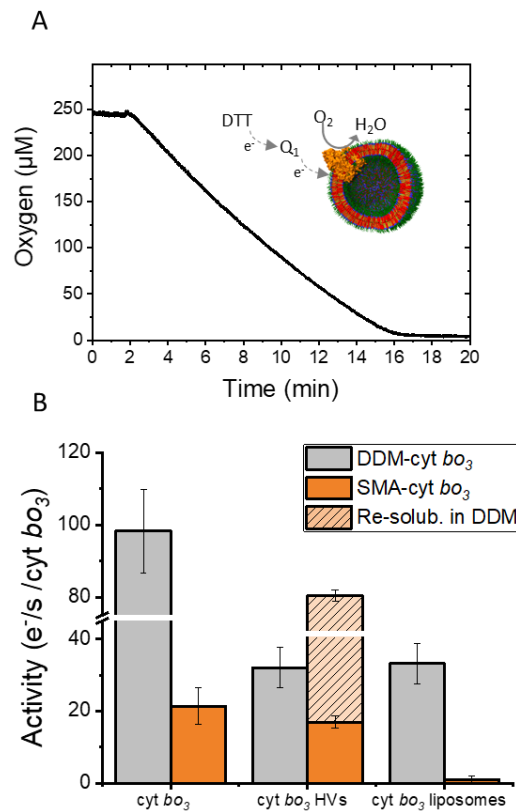 A
Oxygen (µM)
250
200
150
100
50
0
DTT
e⁻
Q₁
e⁻
O₂
H₂O
0 2 4 6 8 10 12 14 16 18 20
Time (min)
B
Activity (e⁻/s /cyt bo₃)
120
100
80
40
20
0
DDM-cyt bo₃
SMA-cyt bo₃
Re-solub. in DDM
cyt bo₃ cyt bo₃ HVs cyt bo₃ liposomes